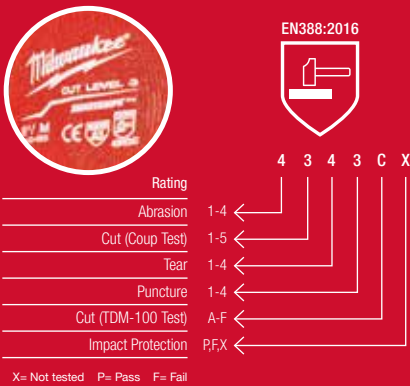 EN388:2016
Milwaukee
CUT LEVEL 3
CE
4 3 4 3 C X
Rating
Abrasion 1-4
Cut (Coup Test) 1-5
Tear 1-4
Puncture 1-4
Cut (TDM-100 Test) A-F
Impact Protection P,F,X
X= Not tested P= Pass F= Fail